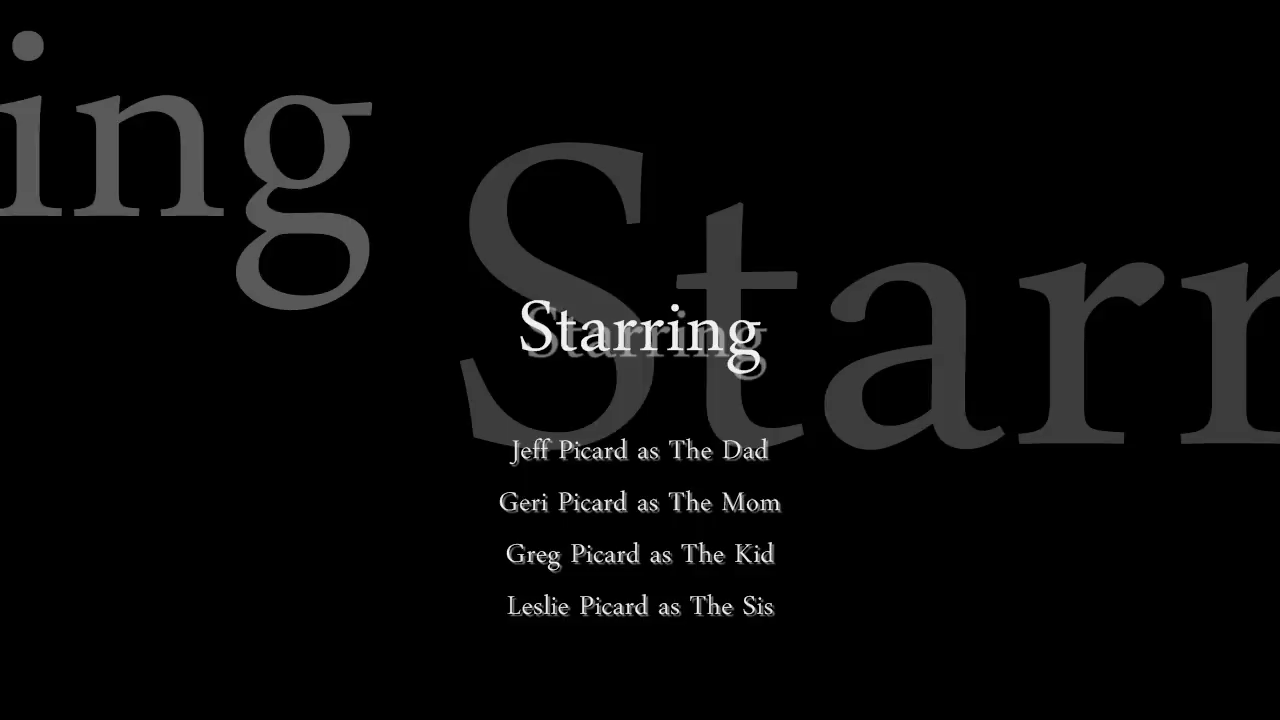 ing
Starr
Starring
Jeff Picard as The Dad
Geri Picard as The Mom
Greg Picard as The Kid
Leslie Picard as The Sis